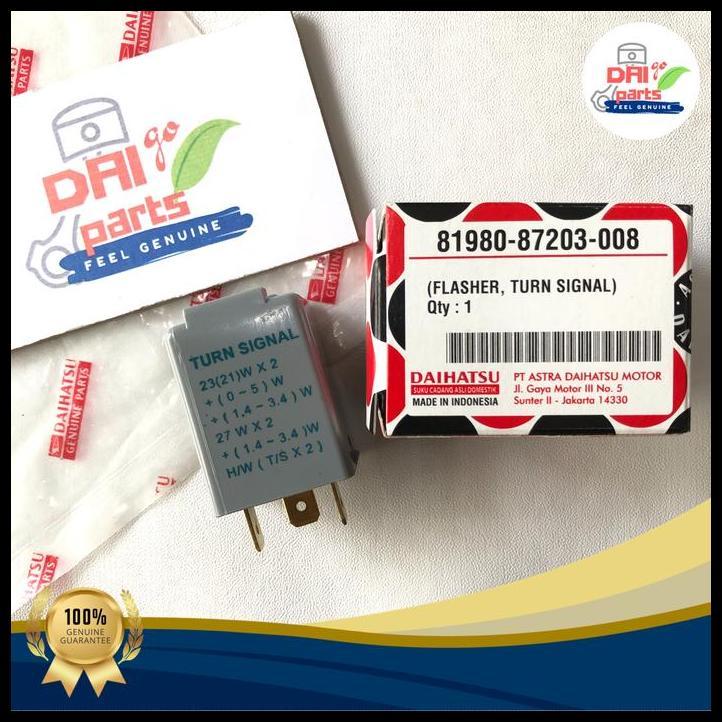 DAIHATSU
GENUINE PARTS
DAI go
parts
FEEL GENUINE
DAI go
parts
FEEL GENUINE
81980-87203-008
(FLASHER, TURN SIGNAL)
Qty : 1
DAIHATSU
SUKU CADANG ASLI DOMESTIK
MADE IN INDONESIA
PT ASTRA DAIHATSU MOTOR
Jl. Gaya Motor III No. 5
Sunter II - Jakarta 14330
TURN SIGNAL
23(21)W X 2
+ ( 0 ~ 5 ) W
+ ( 1.4 ~ 3.4 ) W
27 W X 2
+ ( 1.4 ~ 3.4 )W
H/W ( T/S X 2 )
DAIHATSU
GENUINE PARTS
100%
GENUINE
GUARANTEE